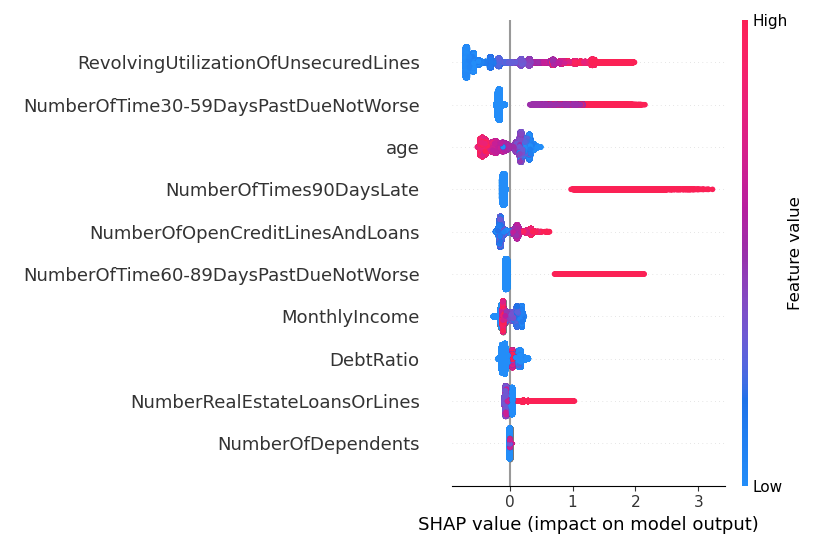 High
RevolvingUtilizationOfUnsecuredLines
NumberOfTime30-59DaysPastDueNotWorse
age
NumberOfTimes90DaysLate
NumberOfOpenCreditLinesAndLoans
NumberOfTime60-89DaysPastDueNotWorse
MonthlyIncome
DebtRatio
NumberRealEstateLoansOrLines
NumberOfDependents
Feature value
Low
0 1 2 3
SHAP value (impact on model output)